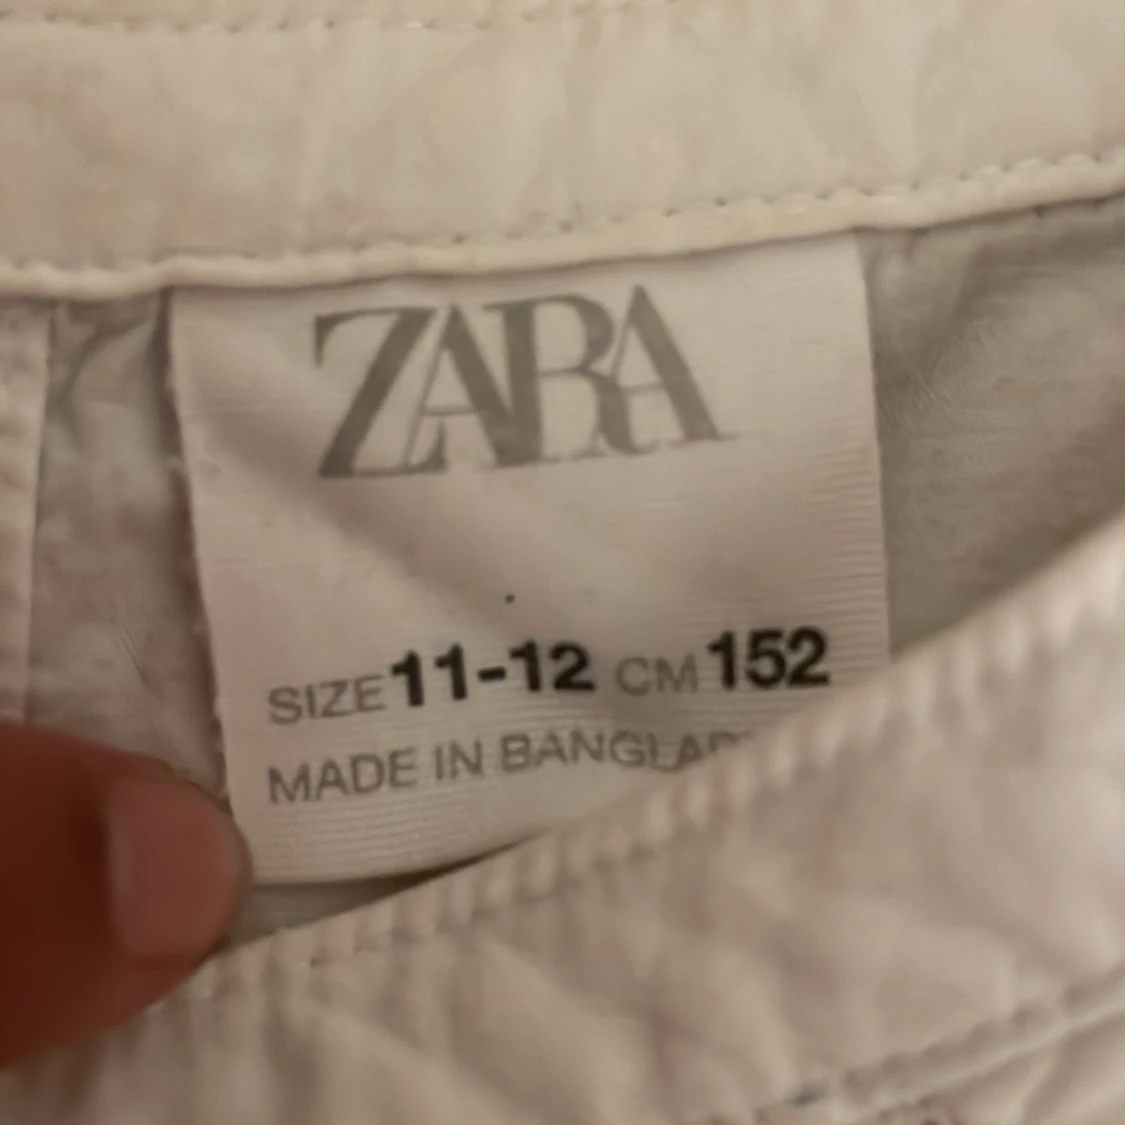 ZARA
SIZE 11-12 CM 152
MADE IN